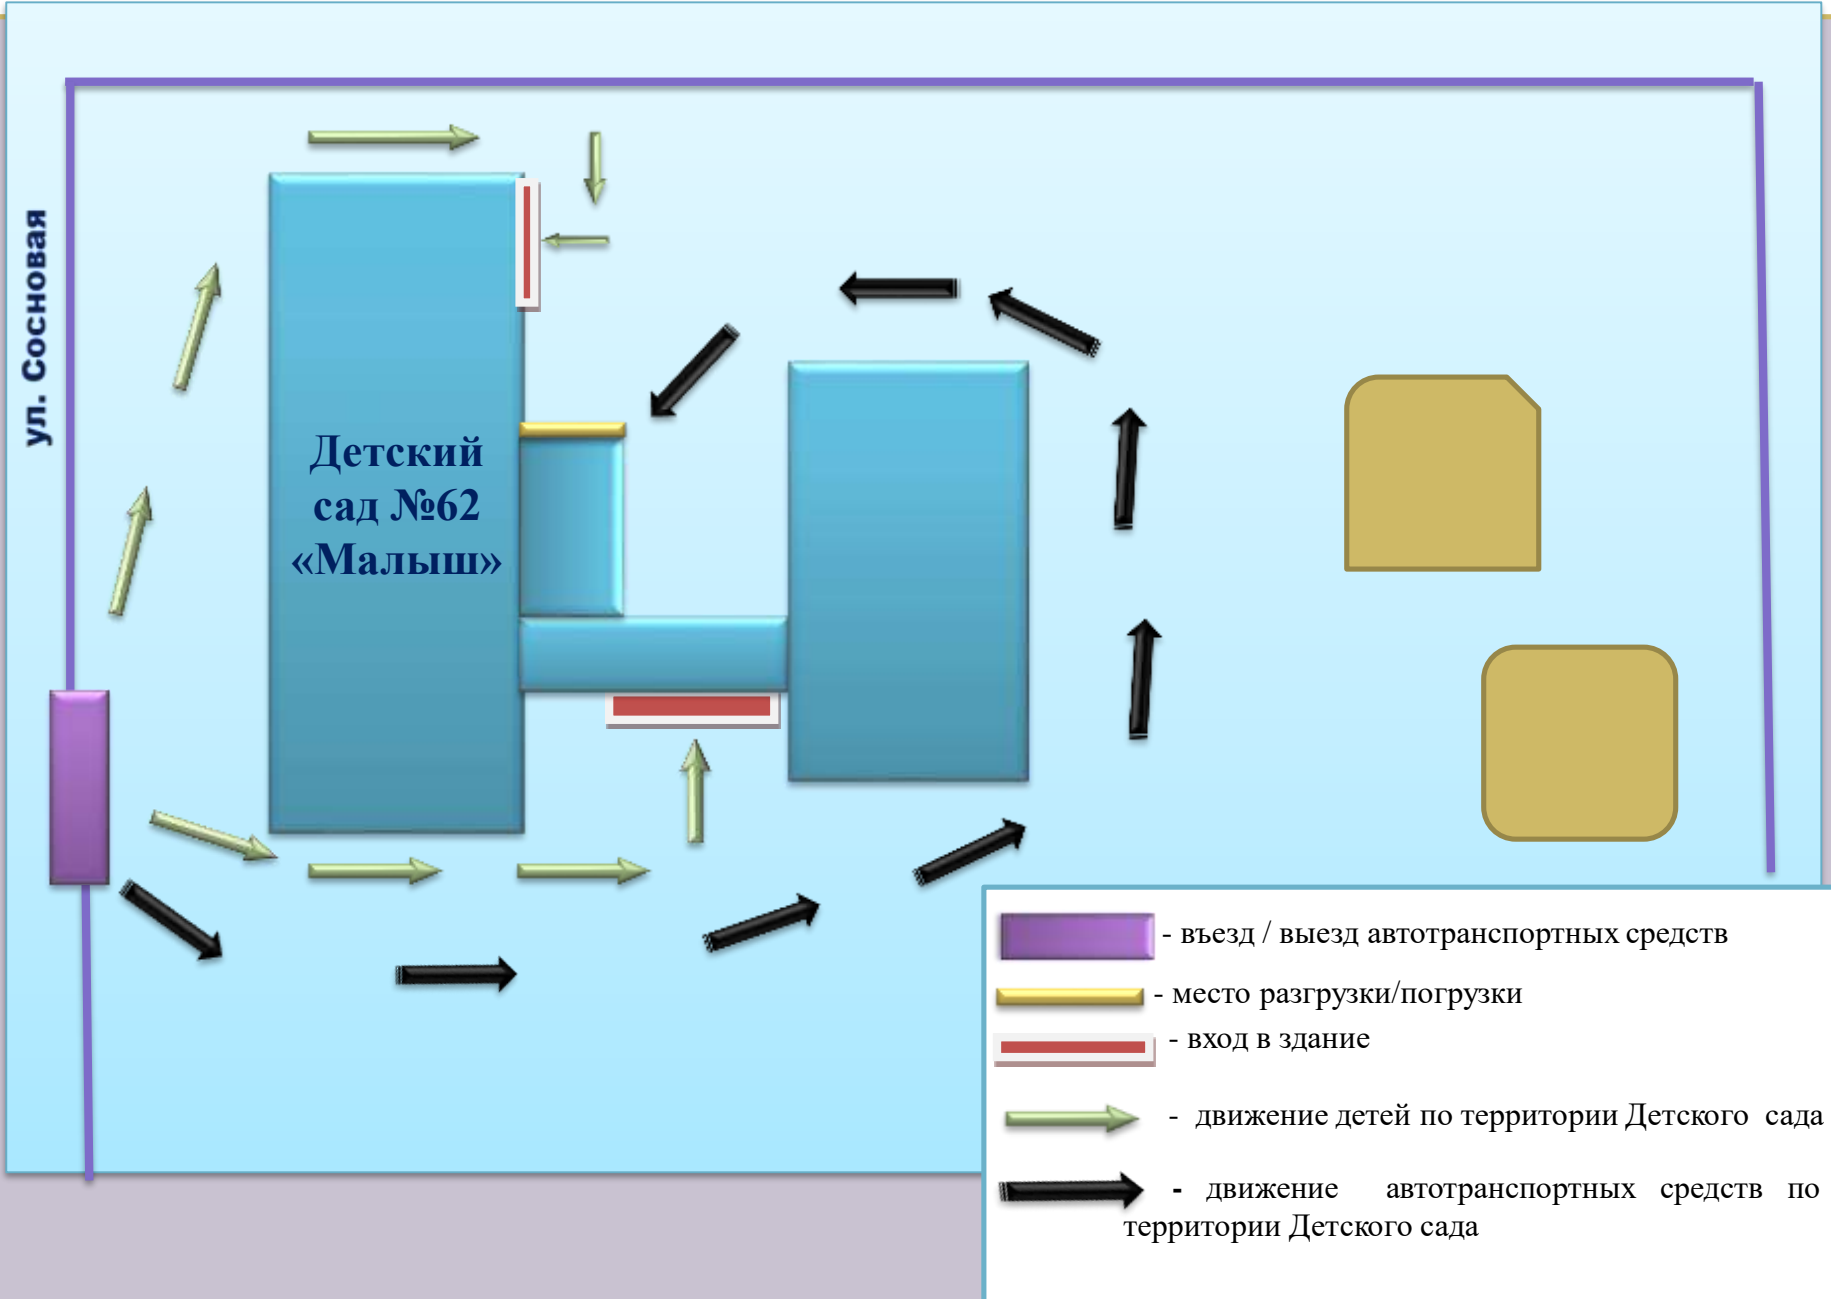 ул. Сосновая
Детский
сад №62
«Малыш»
- въезд / выезд автотранспортных средств
- место разгрузки/погрузки
- вход в здание
- движение детей по территории Детского сада
- движение автотранспортных средств по
территории Детского сада